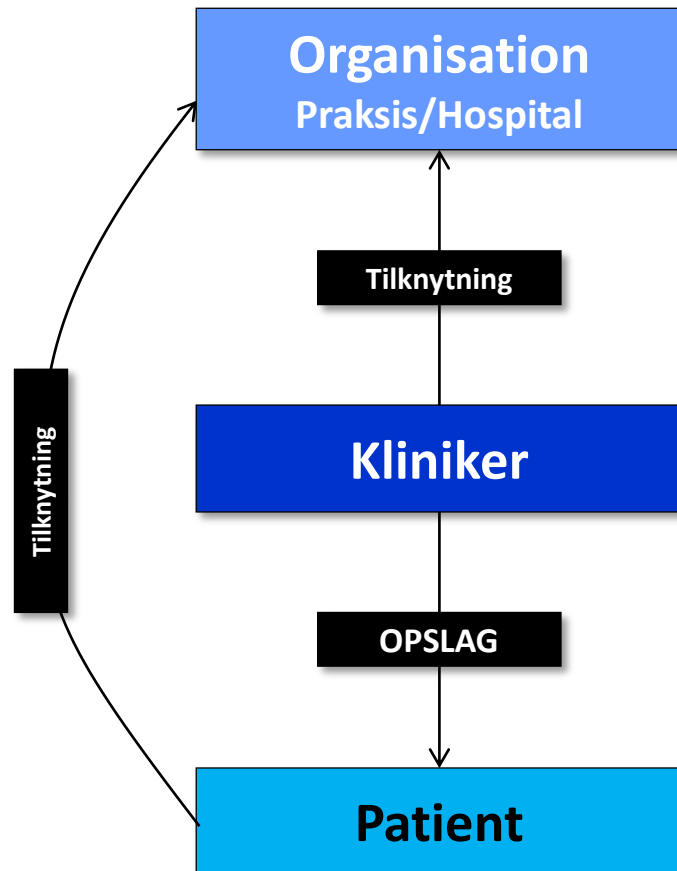 Organisation
Praksis/Hospital
Tilknytning
Tilknytning
Kliniker
OPSLAG
Patient